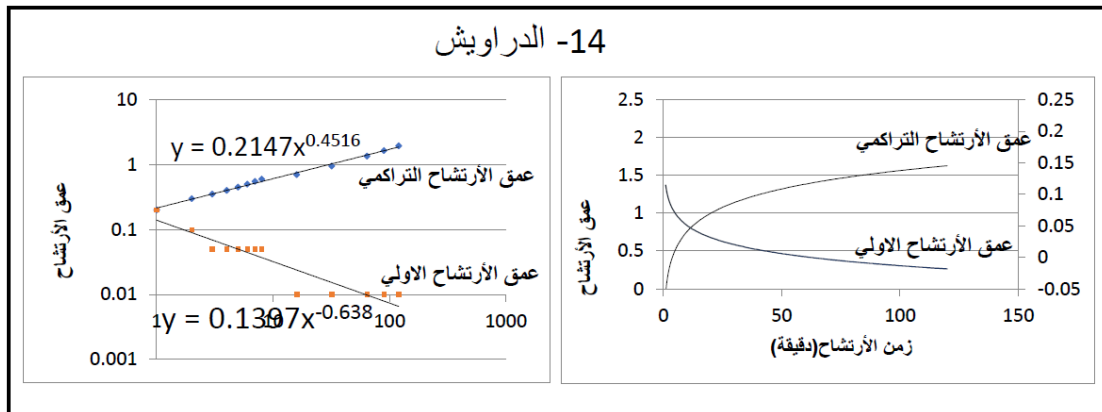 14- الدراويش
10
1
0.1
0.01
0.001
1
10
100
1000
عمق الأرتشاح
y = 0.2147x^0.4516
عمق الأرتشاح التراكمي
عمق الأرتشاح الاولي
y = 0.1397x^-0.638
2.5
2
1.5
1
0.5
0
0.25
0.2
0.15
0.1
0.05
0
-0.05
عمق الأرتشاح التراكمي
عمق الأرتشاح الاولي
عمق الأرتشاح
0
50
100
150
زمن الأرتشاح(دقيقة)